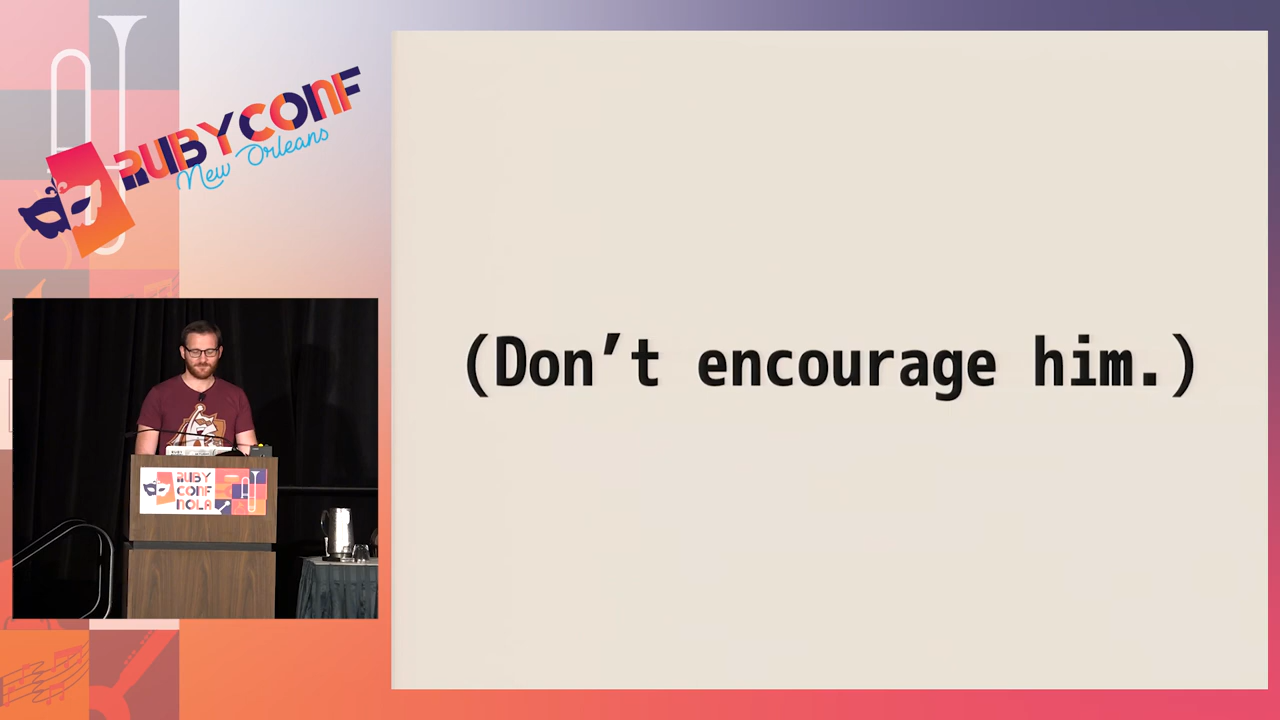 RUBYCONF
New Orleans
(Don’t encourage him.)
RUBY
CONF
NOLA